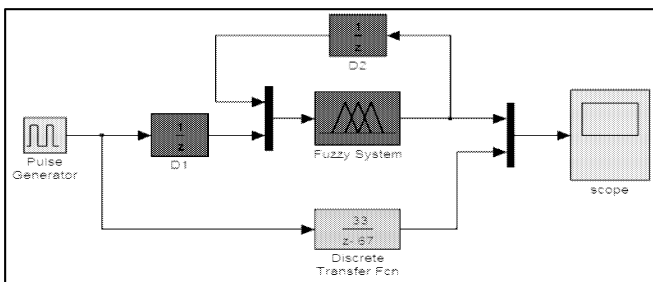 1
z
D2
1
z
D1
Fuzzy System
Pulse
Generator
33
z-.67
Discrete
Transfer Fcn
scope